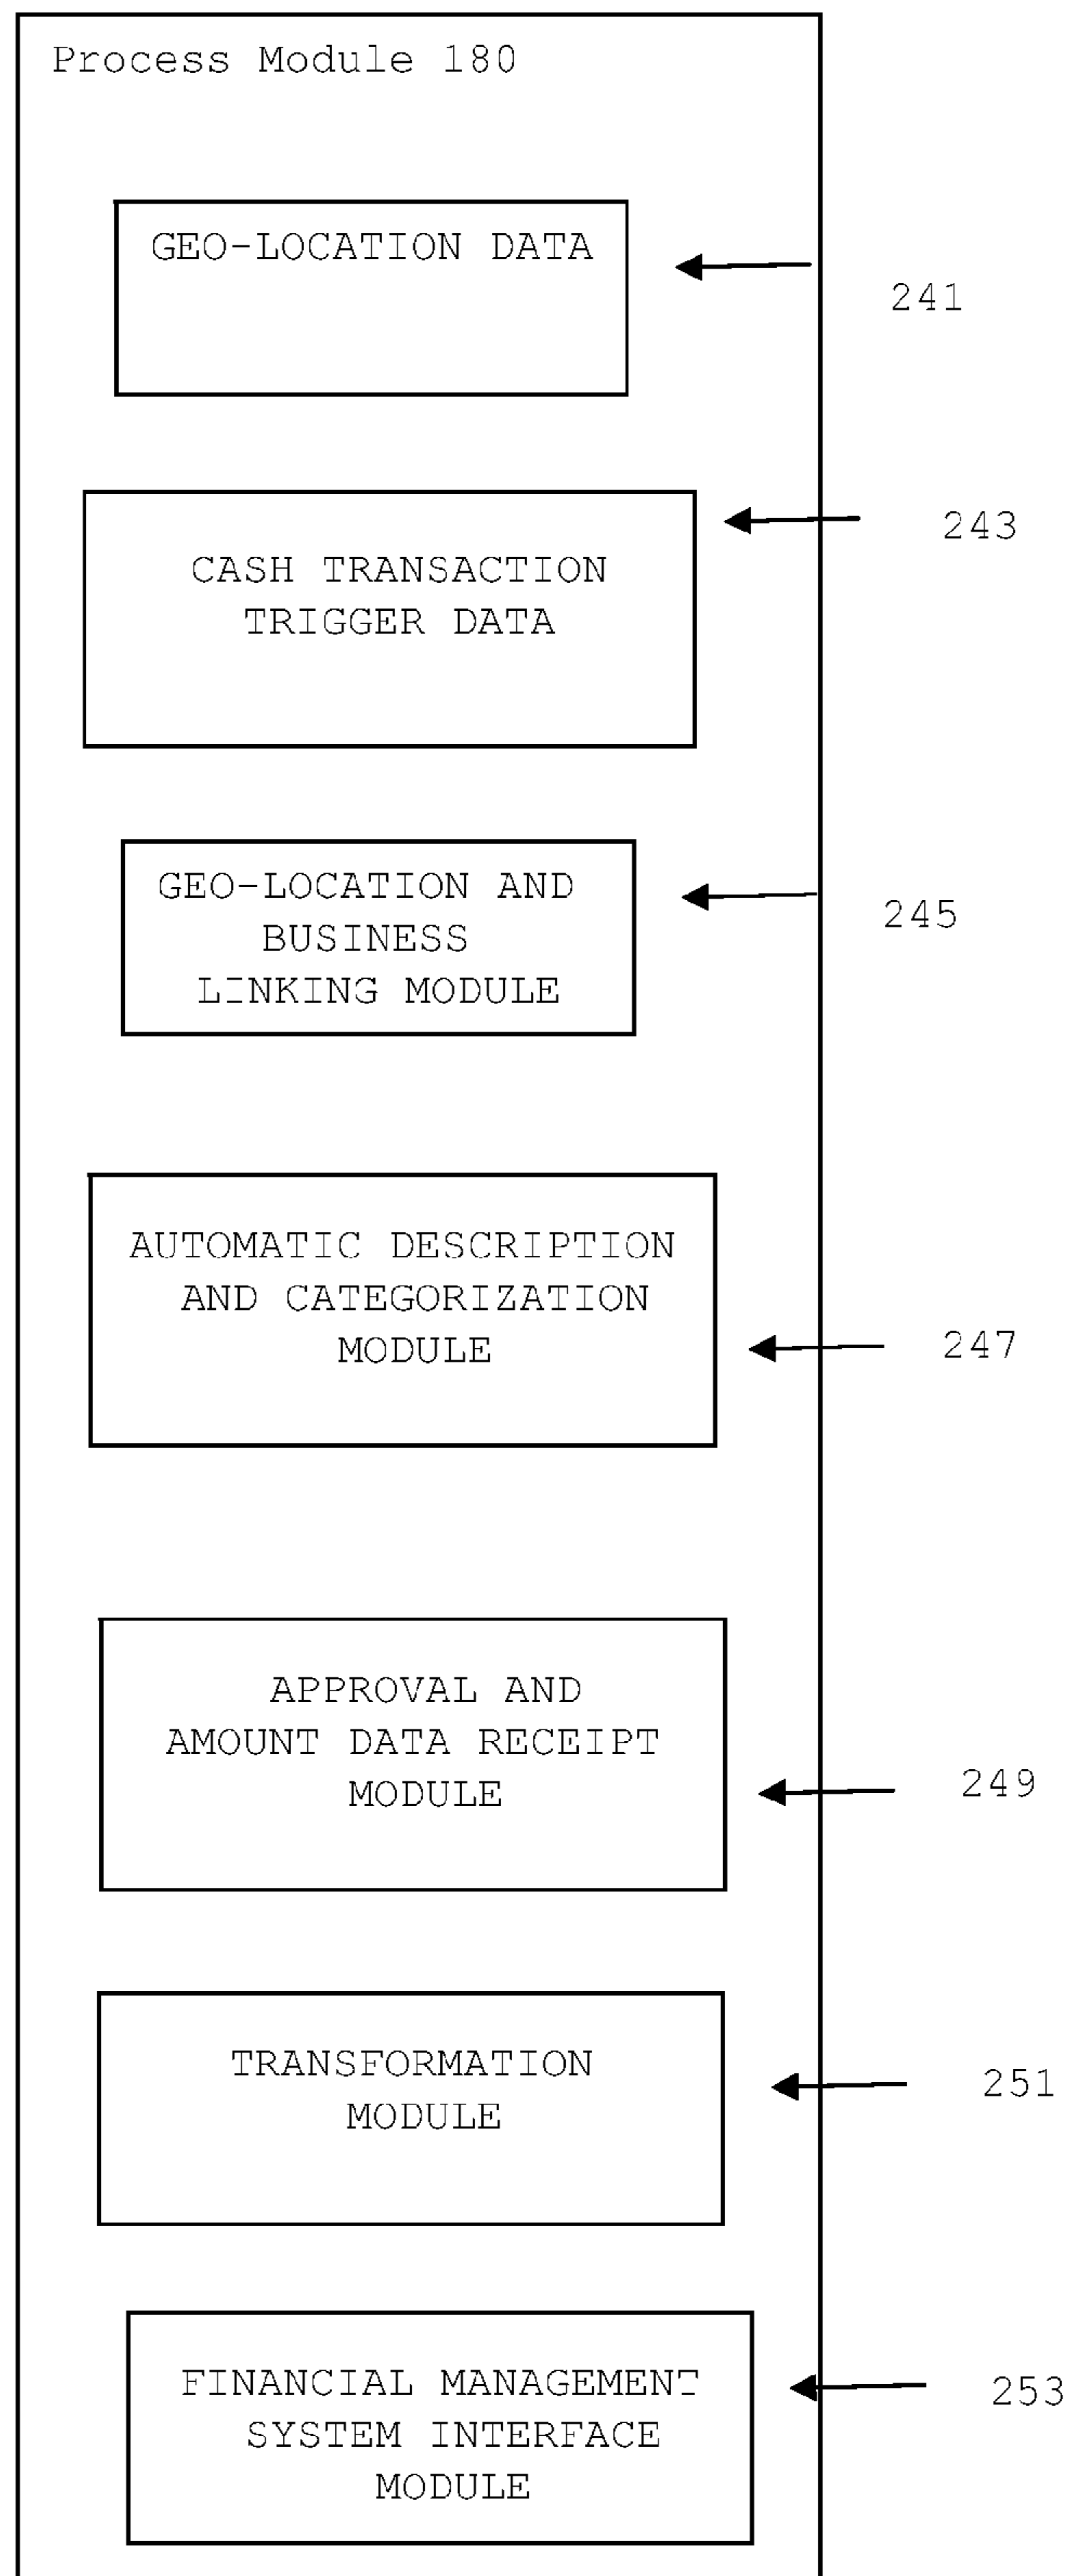 Process Module 180
GEO-LOCATION DATA
241
CASH TRANSACTION
TRIGGER DATA
243
GEO-LOCATION AND
BUSINESS
LINKING MODULE
245
AUTOMATIC DESCRIPTION
AND CATEGORIZATION
MODULE
247
APPROVAL AND
AMOUNT DATA RECEIPT
MODULE
249
TRANSFORMATION
MODULE
251
FINANCIAL MANAGEMENT
SYSTEM INTERFACE
MODULE
253